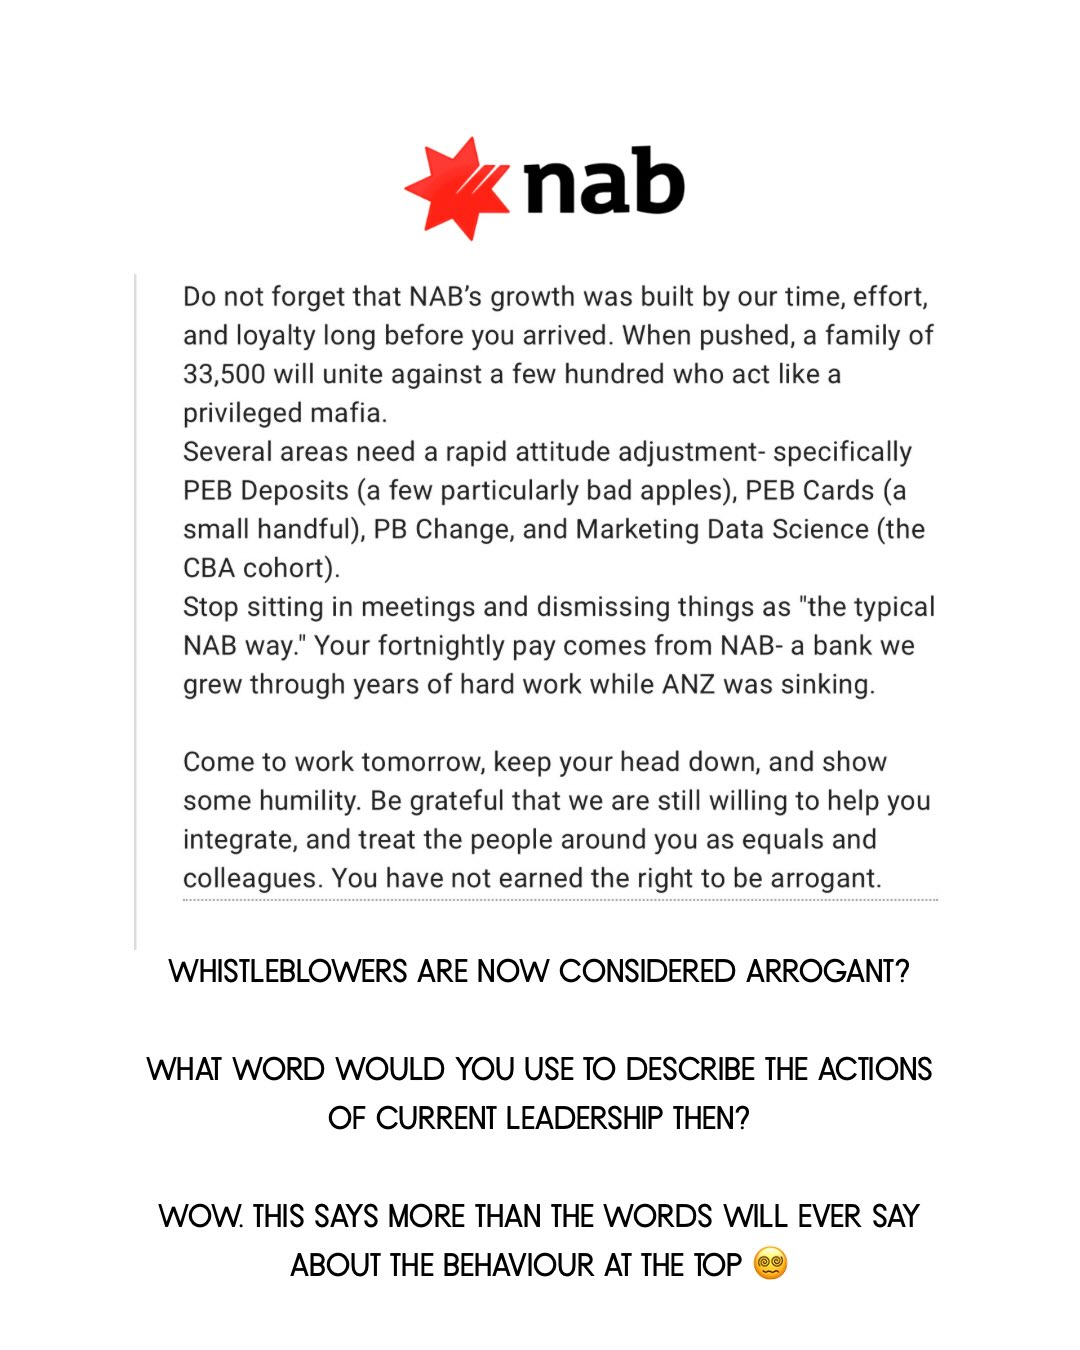 nab
Do not forget that NAB’s growth was built by our time, effort,
and loyalty long before you arrived. When pushed, a family of
33,500 will unite against a few hundred who act like a
privileged mafia.
Several areas need a rapid attitude adjustment- specifically
PEB Deposits (a few particularly bad apples), PEB Cards (a
small handful), PB Change, and Marketing Data Science (the
CBA cohort).
Stop sitting in meetings and dismissing things as "the typical
NAB way." Your fortnightly pay comes from NAB- a bank we
grew through years of hard work while ANZ was sinking.
Come to work tomorrow, keep your head down, and show
some humility. Be grateful that we are still willing to help you
integrate, and treat the people around you as equals and
colleagues. You have not earned the right to be arrogant.
WHISTLEBLOWERS ARE NOW CONSIDERED ARROGANT?
WHAT WORD WOULD YOU USE TO DESCRIBE THE ACTIONS
OF CURRENT LEADERSHIP THEN?
WOW. THIS SAYS MORE THAN THE WORDS WILL EVER SAY
ABOUT THE BEHAVIOUR AT THE TOP 😵‍💫